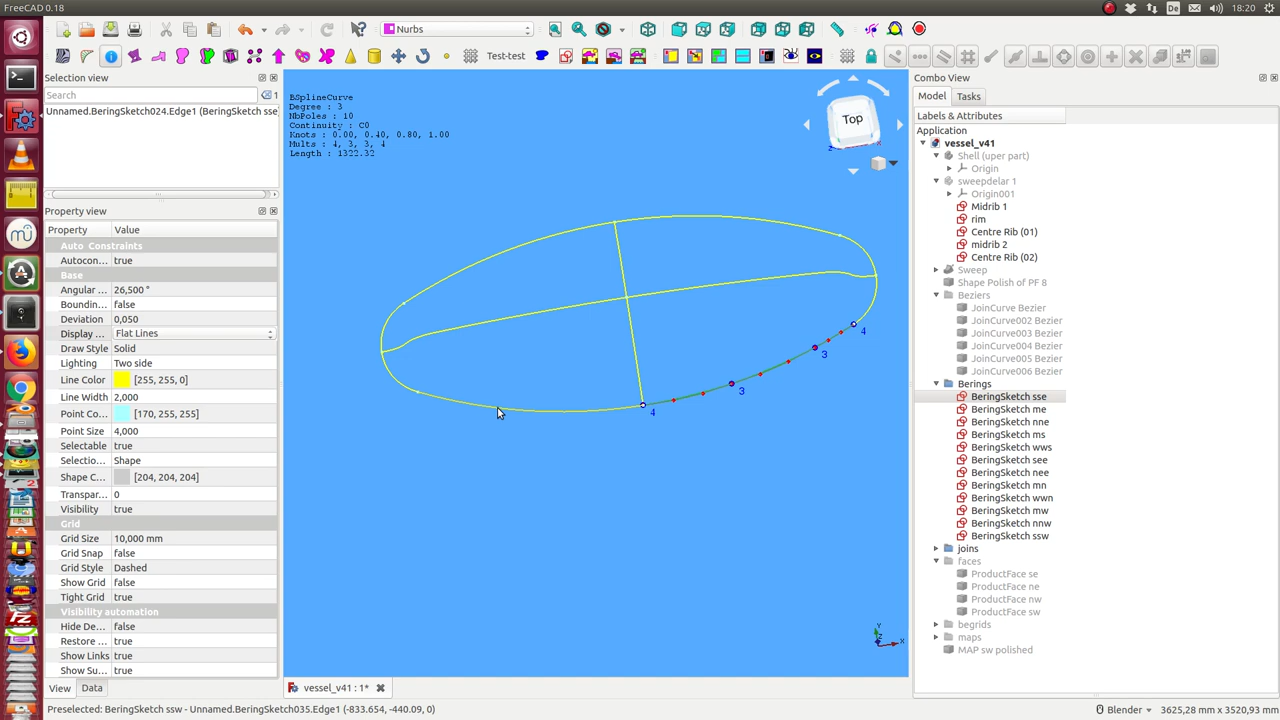 FreeCAD 0.18
De
18:20
Nurbs
Test-test
Selection view
Search
1
Unnamed.BeringSketch024.Edge1 (BeringSketch sse
Property view
Property Value
Auto Constraints
Autocon... true
Base
Angular ... 26,500 °
Boundin... false
Deviation 0,050
Display ... Flat Lines
Draw Style Solid
Lighting Two side
Line Color [255, 255, 0]
Line Width 2,000
Point Co... [170, 255, 255]
Point Size 4,000
Selectable true
Selectio... Shape
Shape C... [204, 204, 204]
Transpar... 0
Visibility true
Grid
Grid Size 10,000 mm
Grid Snap false
Grid Style Dashed
Show Grid false
Tight Grid true
Visibility automation
Hide De... false
Restore ... true
Show Links true
Show Su... true
View Data
BSplineCurve
Degree : 3
NbPoles : 10
Continuity : C0
Knots : 0.00, 0.40, 0.80, 1.00
Mults : 4, 3, 3, 4
Length : 1322.32
Top
4
3
3
4
Y
Z
X
vessel_v41 : 1*
Combo View
Model Tasks
Labels & Attributes
Application
vessel_v41
Shell (uper part)
Origin
sweepdelar 1
Origin001
Midrib 1
rim
Centre Rib (01)
midrib 2
Centre Rib (02)
Sweep
Shape Polish of PF 8
Beziers
JoinCurve Bezier
JoinCurve002 Bezier
JoinCurve003 Bezier
JoinCurve004 Bezier
JoinCurve005 Bezier
JoinCurve006 Bezier
Berings
BeringSketch sse
BeringSketch me
BeringSketch nne
BeringSketch ms
BeringSketch wws
BeringSketch see
BeringSketch nee
BeringSketch mn
BeringSketch wwn
BeringSketch mw
BeringSketch nnw
BeringSketch ssw
joins
faces
ProductFace se
ProductFace ne
ProductFace nw
ProductFace sw
begrids
maps
MAP sw polished
Preselected: BeringSketch ssw - Unnamed.BeringSketch035.Edge1 (-833.654, -440.09, 0)
Blender
3625,28 mm x 3520,93 mm